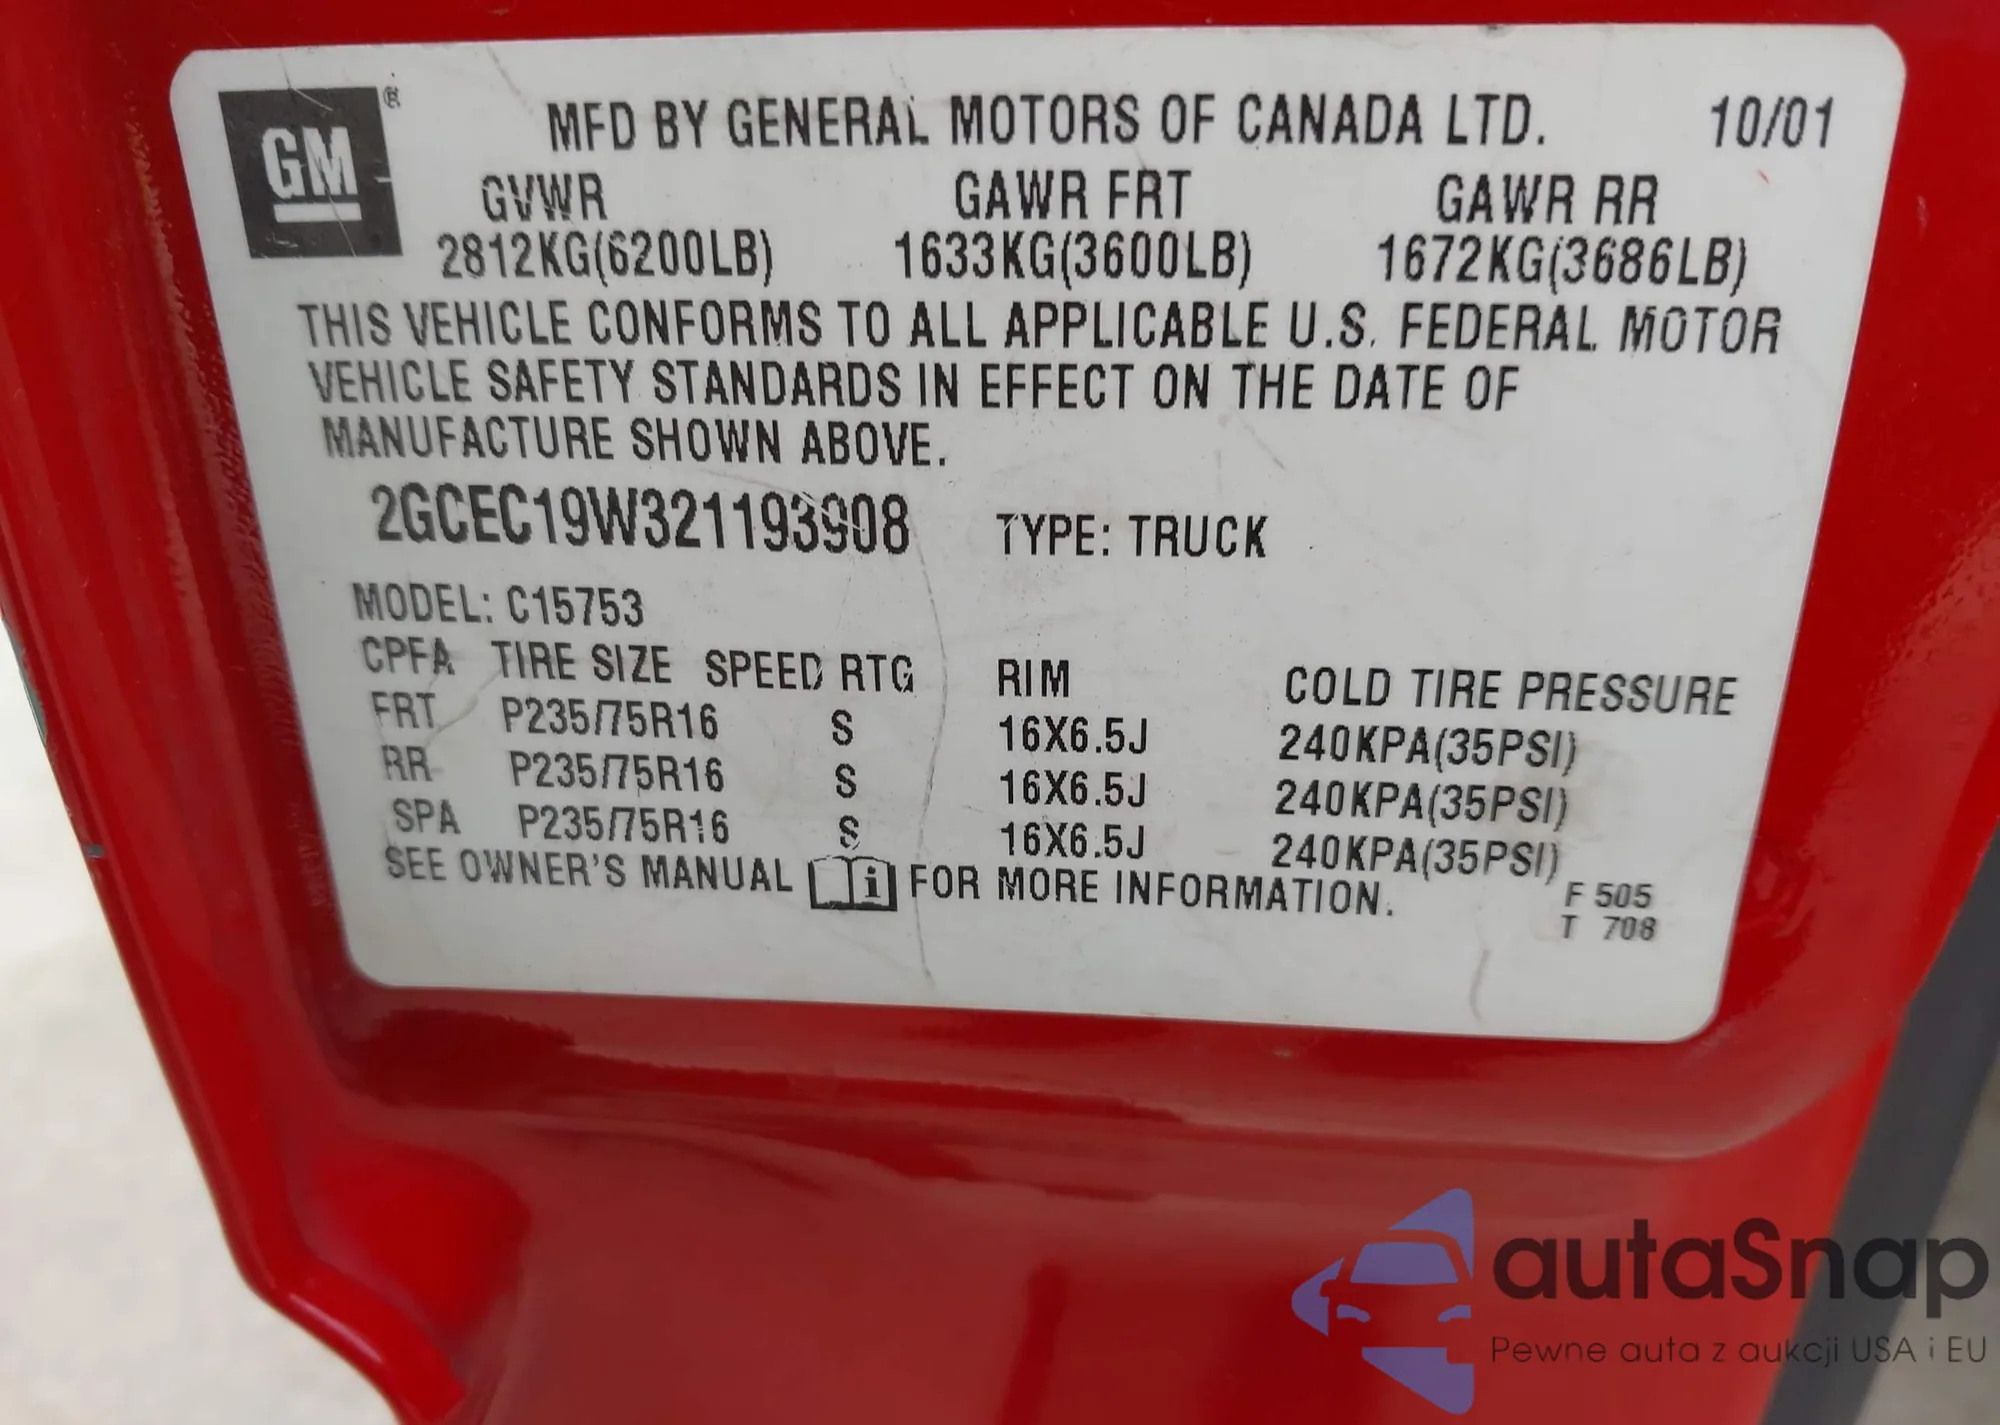 GM ®
MFD BY GENERAL MOTORS OF CANADA LTD. 10/01
GVWR GAWR FRT GAWR RR
2812KG(6200LB) 1633KG(3600LB) 1672KG(3686LB)
THIS VEHICLE CONFORMS TO ALL APPLICABLE U.S. FEDERAL MOTOR
VEHICLE SAFETY STANDARDS IN EFFECT ON THE DATE OF
MANUFACTURE SHOWN ABOVE.
2GCEC19W321193908 TYPE: TRUCK
MODEL: C15753
CPFA TIRE SIZE SPEED RTG RIM COLD TIRE PRESSURE
FRT P235/75R16 S 16X6.5J 240KPA(35PSI)
RR P235/75R16 S 16X6.5J 240KPA(35PSI)
SPA P235/75R16 S 16X6.5J 240KPA(35PSI)
SEE OWNER'S MANUAL i FOR MORE INFORMATION.
F 505
T 708
autaSnap
Pewne auta z aukcji USA i EU